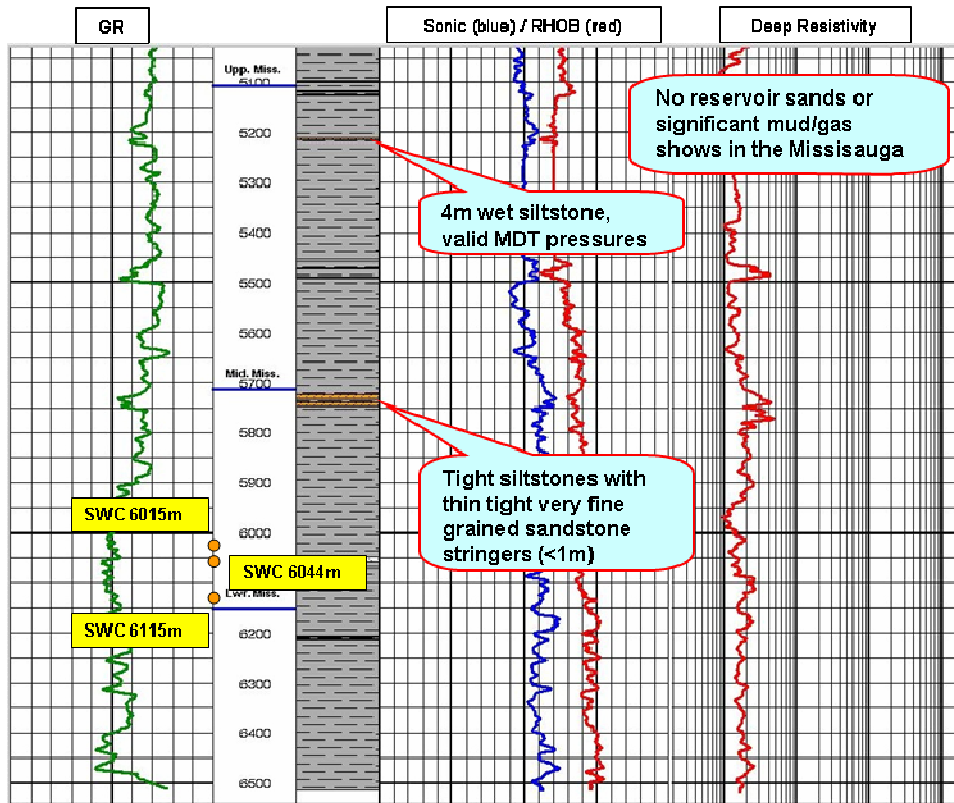 GR
Sonic (blue) / RHOB (red)
Deep Resistivity
Upp. Miss.
5100
No reservoir sands or
significant mud/gas
shows in the Missisauga
5200
5300
4m wet siltstone,
valid MDT pressures
5400
5500
5600
Mid. Miss.
5700
5800
Tight siltstones with
thin tight very fine
grained sandstone
stringers (<1m)
5900
SWC 6015m
6000
SWC 6044m
Lwr. Miss.
SWC 6115m
6200
6300
6400
6500